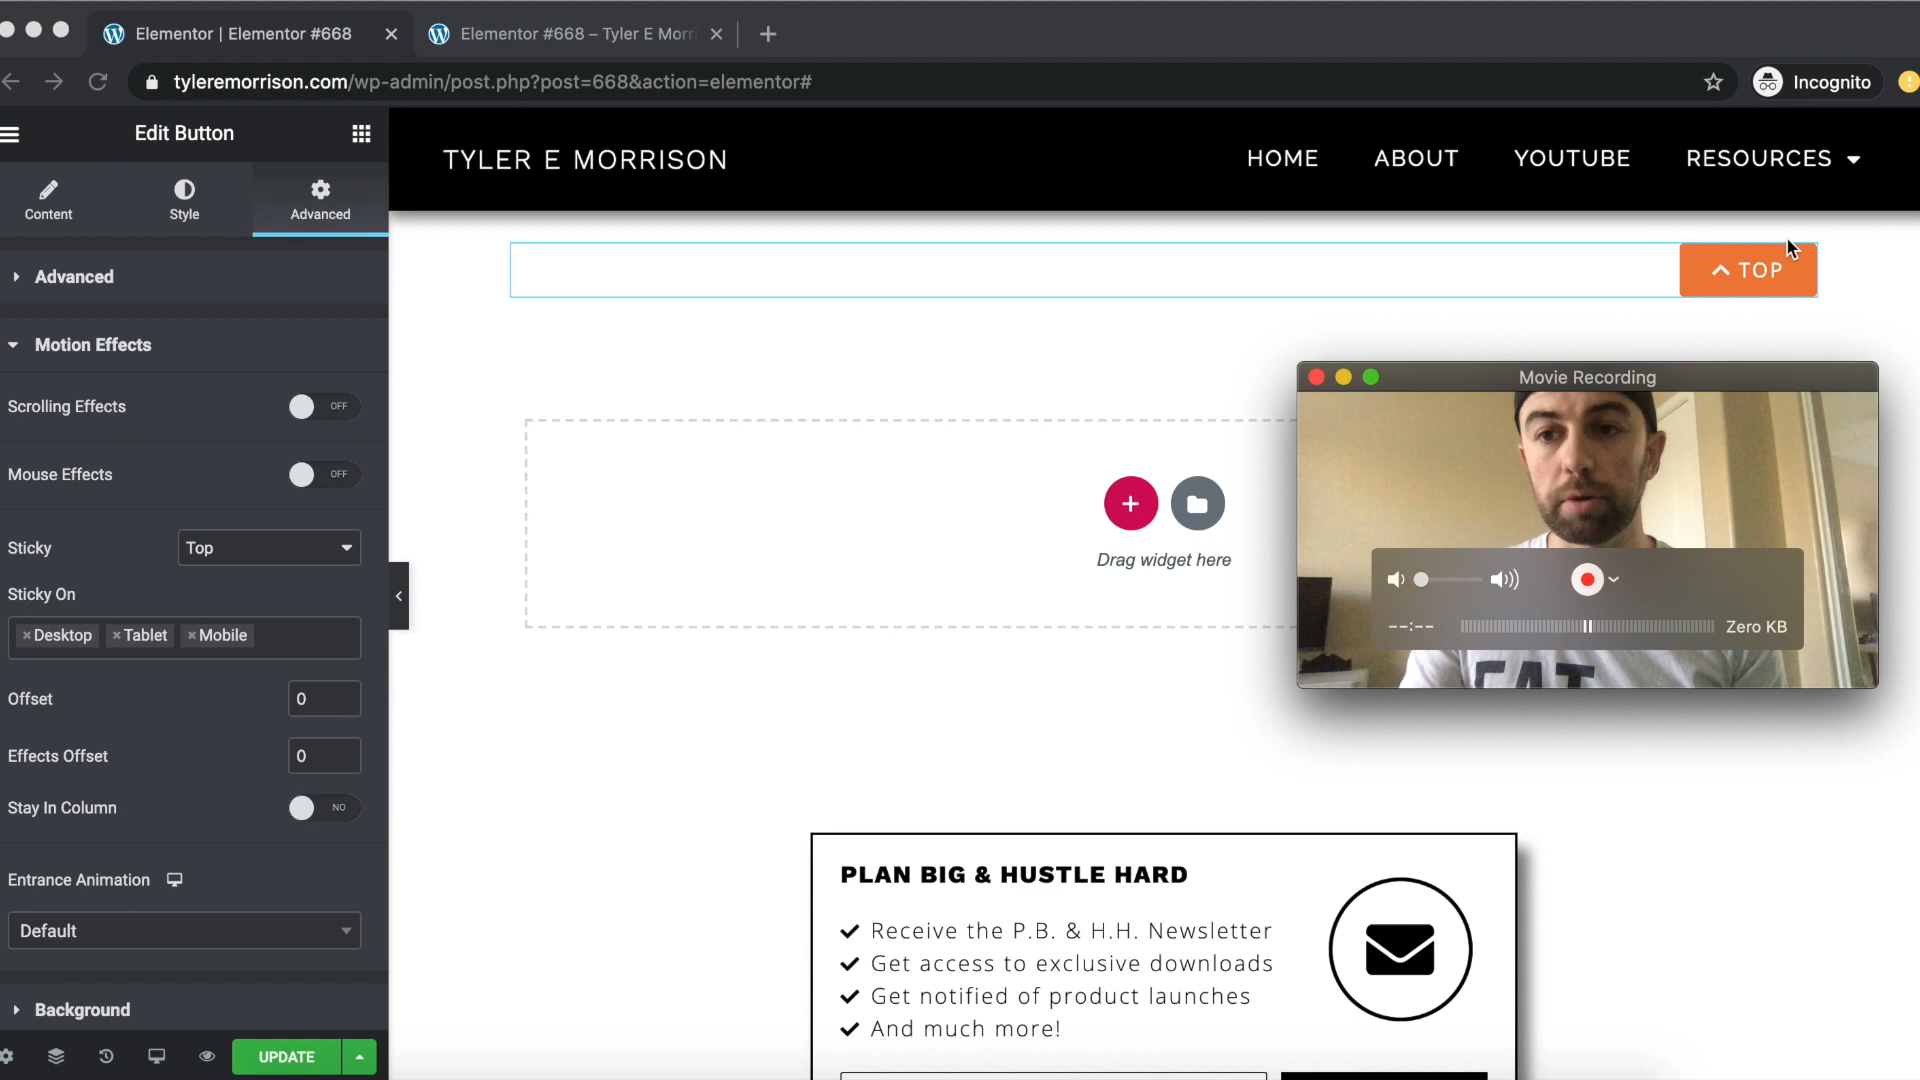 Elementor | Elementor #668
Elementor #668 – Tyler E Morr
tyleremorrison.com/wp-admin/post.php?post=668&action=elementor#
Incognito
Edit Button
Content
Style
Advanced
Advanced
Motion Effects
Scrolling Effects
OFF
Mouse Effects
OFF
Sticky
Top
Sticky On
× Desktop × Tablet × Mobile
Offset
0
Effects Offset
0
Stay In Column
NO
Entrance Animation
Default
Background
UPDATE
TYLER E MORRISON
HOME
ABOUT
YOUTUBE
RESOURCES
TOP
Drag widget here
Movie Recording
--:--
Zero KB
EAT
PLAN BIG & HUSTLE HARD
Receive the P.B. & H.H. Newsletter
Get access to exclusive downloads
Get notified of product launches
And much more!